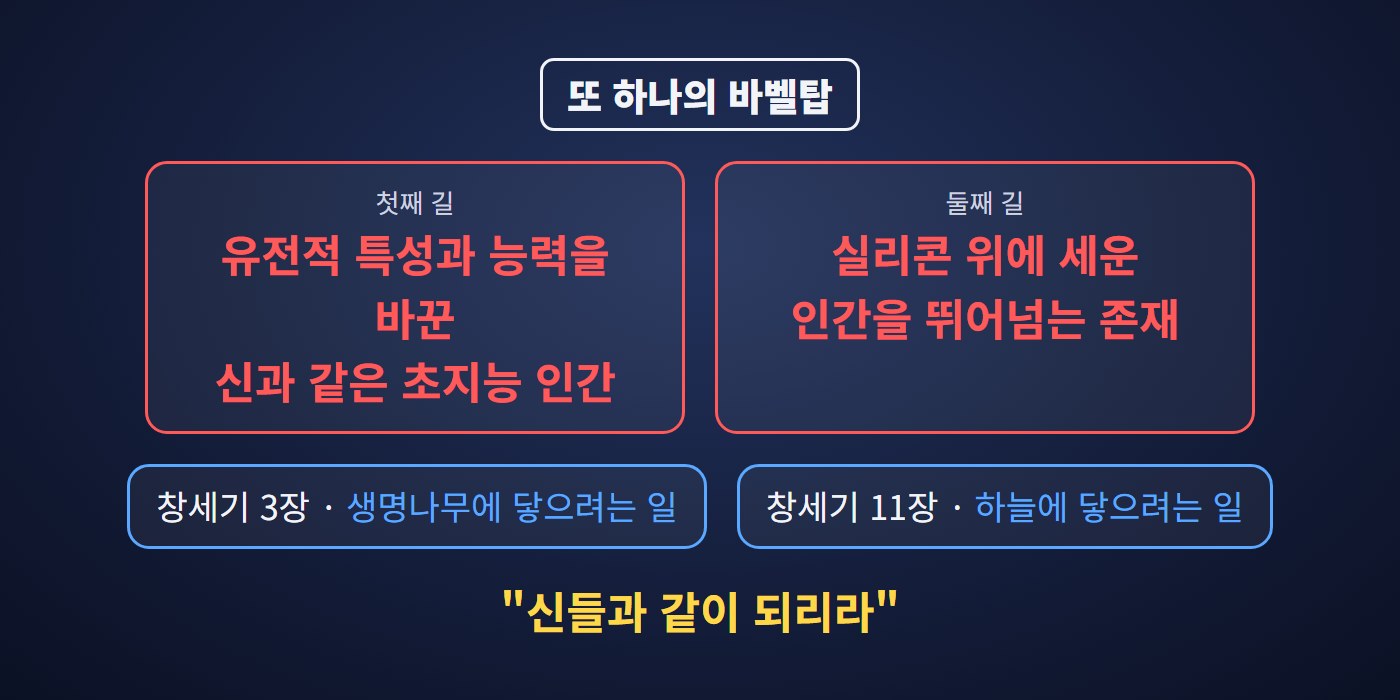 또 하나의 바벨탑
첫째 길
유전적 특성과 능력을
바꾼
신과 같은 초지능 인간
둘째 길
실리콘 위에 세운
인간을 뛰어넘는 존재
창세기 3장 · 생명나무에 닿으려는 일
창세기 11장 · 하늘에 닿으려는 일
"신들과 같이 되리라"